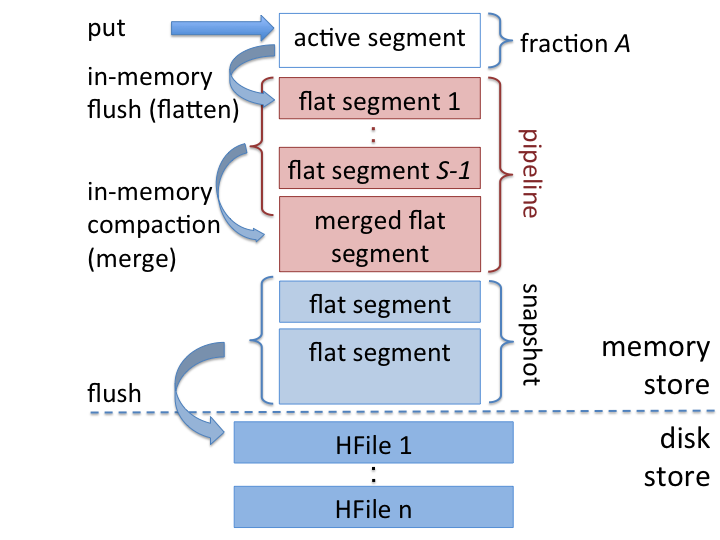 put
active segment
fraction A
in-memory
flush (flatten)
flat segment 1
:
flat segment S-1
pipeline
in-memory
compaction
(merge)
merged flat
segment
flat segment
flat segment
snapshot
memory
store
flush
disk
store
HFile 1
:
HFile n